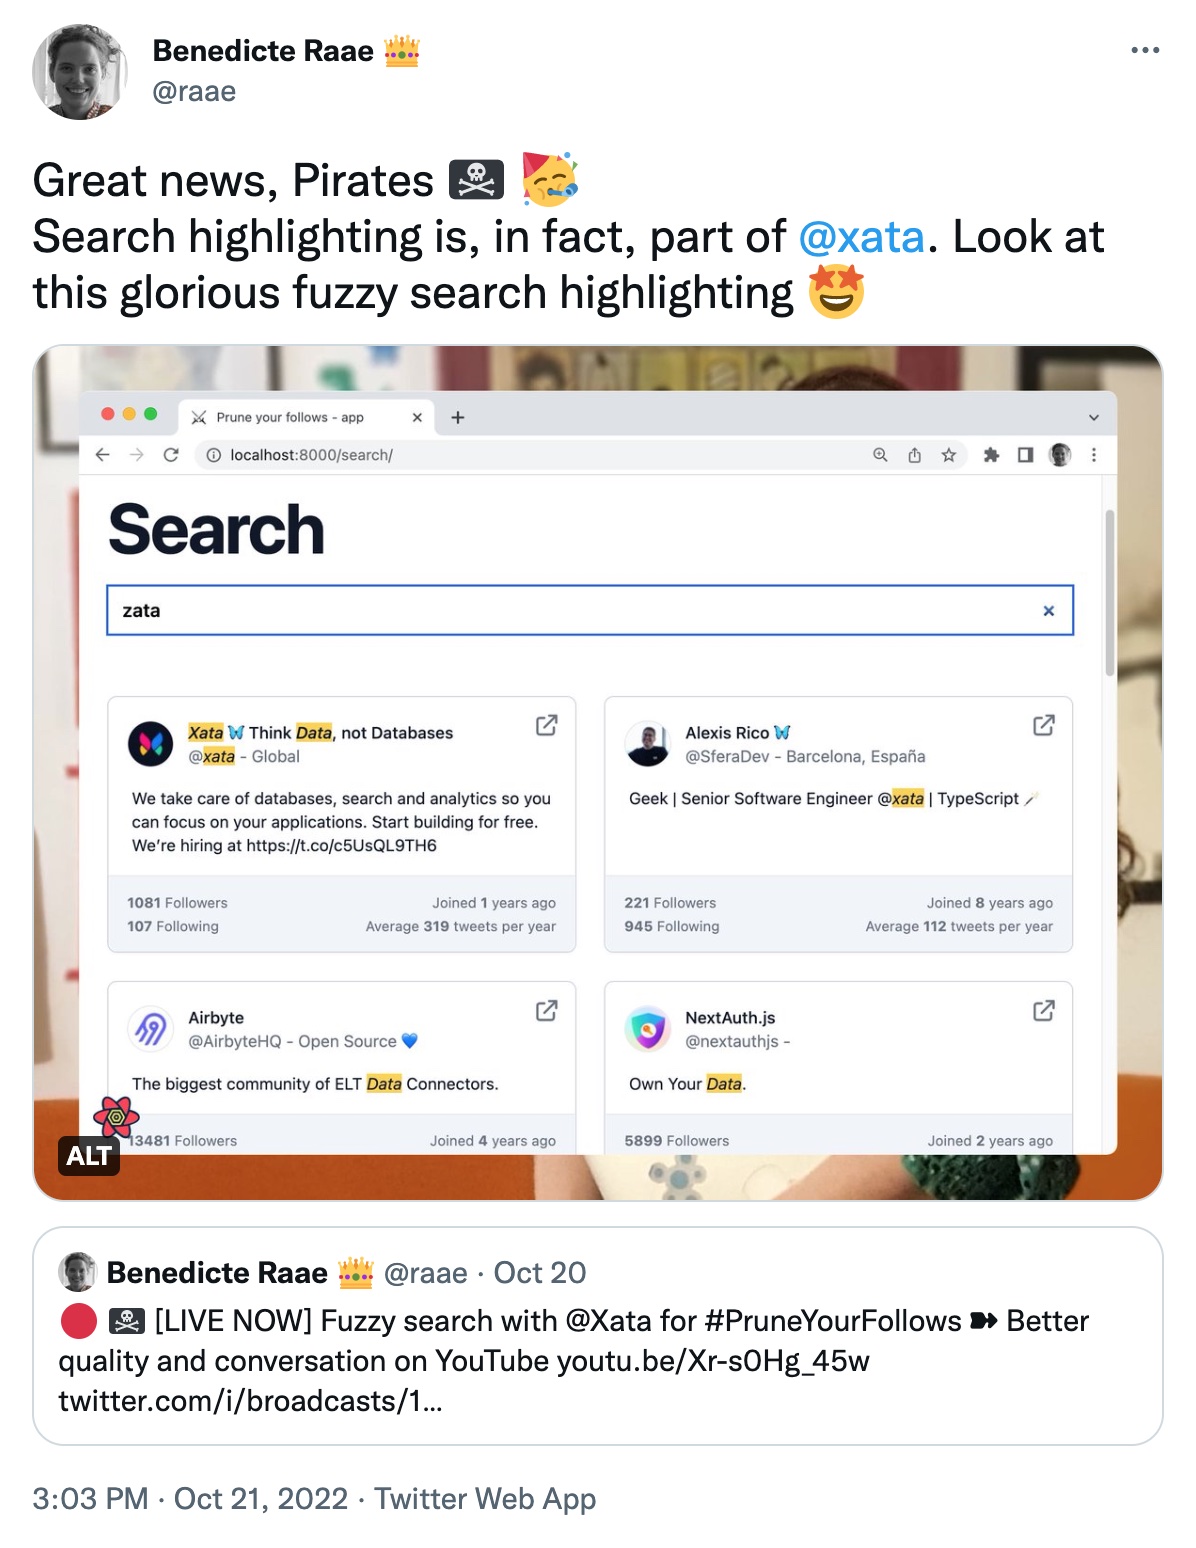 Benedicte Raae 👑
@raae
Great news, Pirates 🏴‍☠️ 🥳
Search highlighting is, in fact, part of @xata. Look at
this glorious fuzzy search highlighting 🤩
Prune your follows - app
localhost:8000/search/
Search
zata
Xata 🦋 Think Data, not Databases
@xata - Global
We take care of databases, search and analytics so you
can focus on your applications. Start building for free.
We're hiring at https://t.co/c5UsQL9TH6
1081 Followers
Joined 1 years ago
107 Following
Average 319 tweets per year
Alexis Rico 🦋
@SferaDev - Barcelona, España
Geek | Senior Software Engineer @xata | TypeScript 🪄
221 Followers
Joined 8 years ago
945 Following
Average 112 tweets per year
Airbyte
@AirbyteHQ - Open Source 💙
The biggest community of ELT Data Connectors.
13481 Followers
Joined 4 years ago
NextAuth.js
@nextauthjs -
Own Your Data.
5899 Followers
Joined 2 years ago
ALT
Benedicte Raae 👑 @raae · Oct 20
🔴 🏴‍☠️ [LIVE NOW] Fuzzy search with @Xata for #PruneYourFollows ➽ Better
quality and conversation on YouTube youtu.be/Xr-s0Hg_45w
twitter.com/i/broadcasts/1…
3:03 PM · Oct 21, 2022 · Twitter Web App